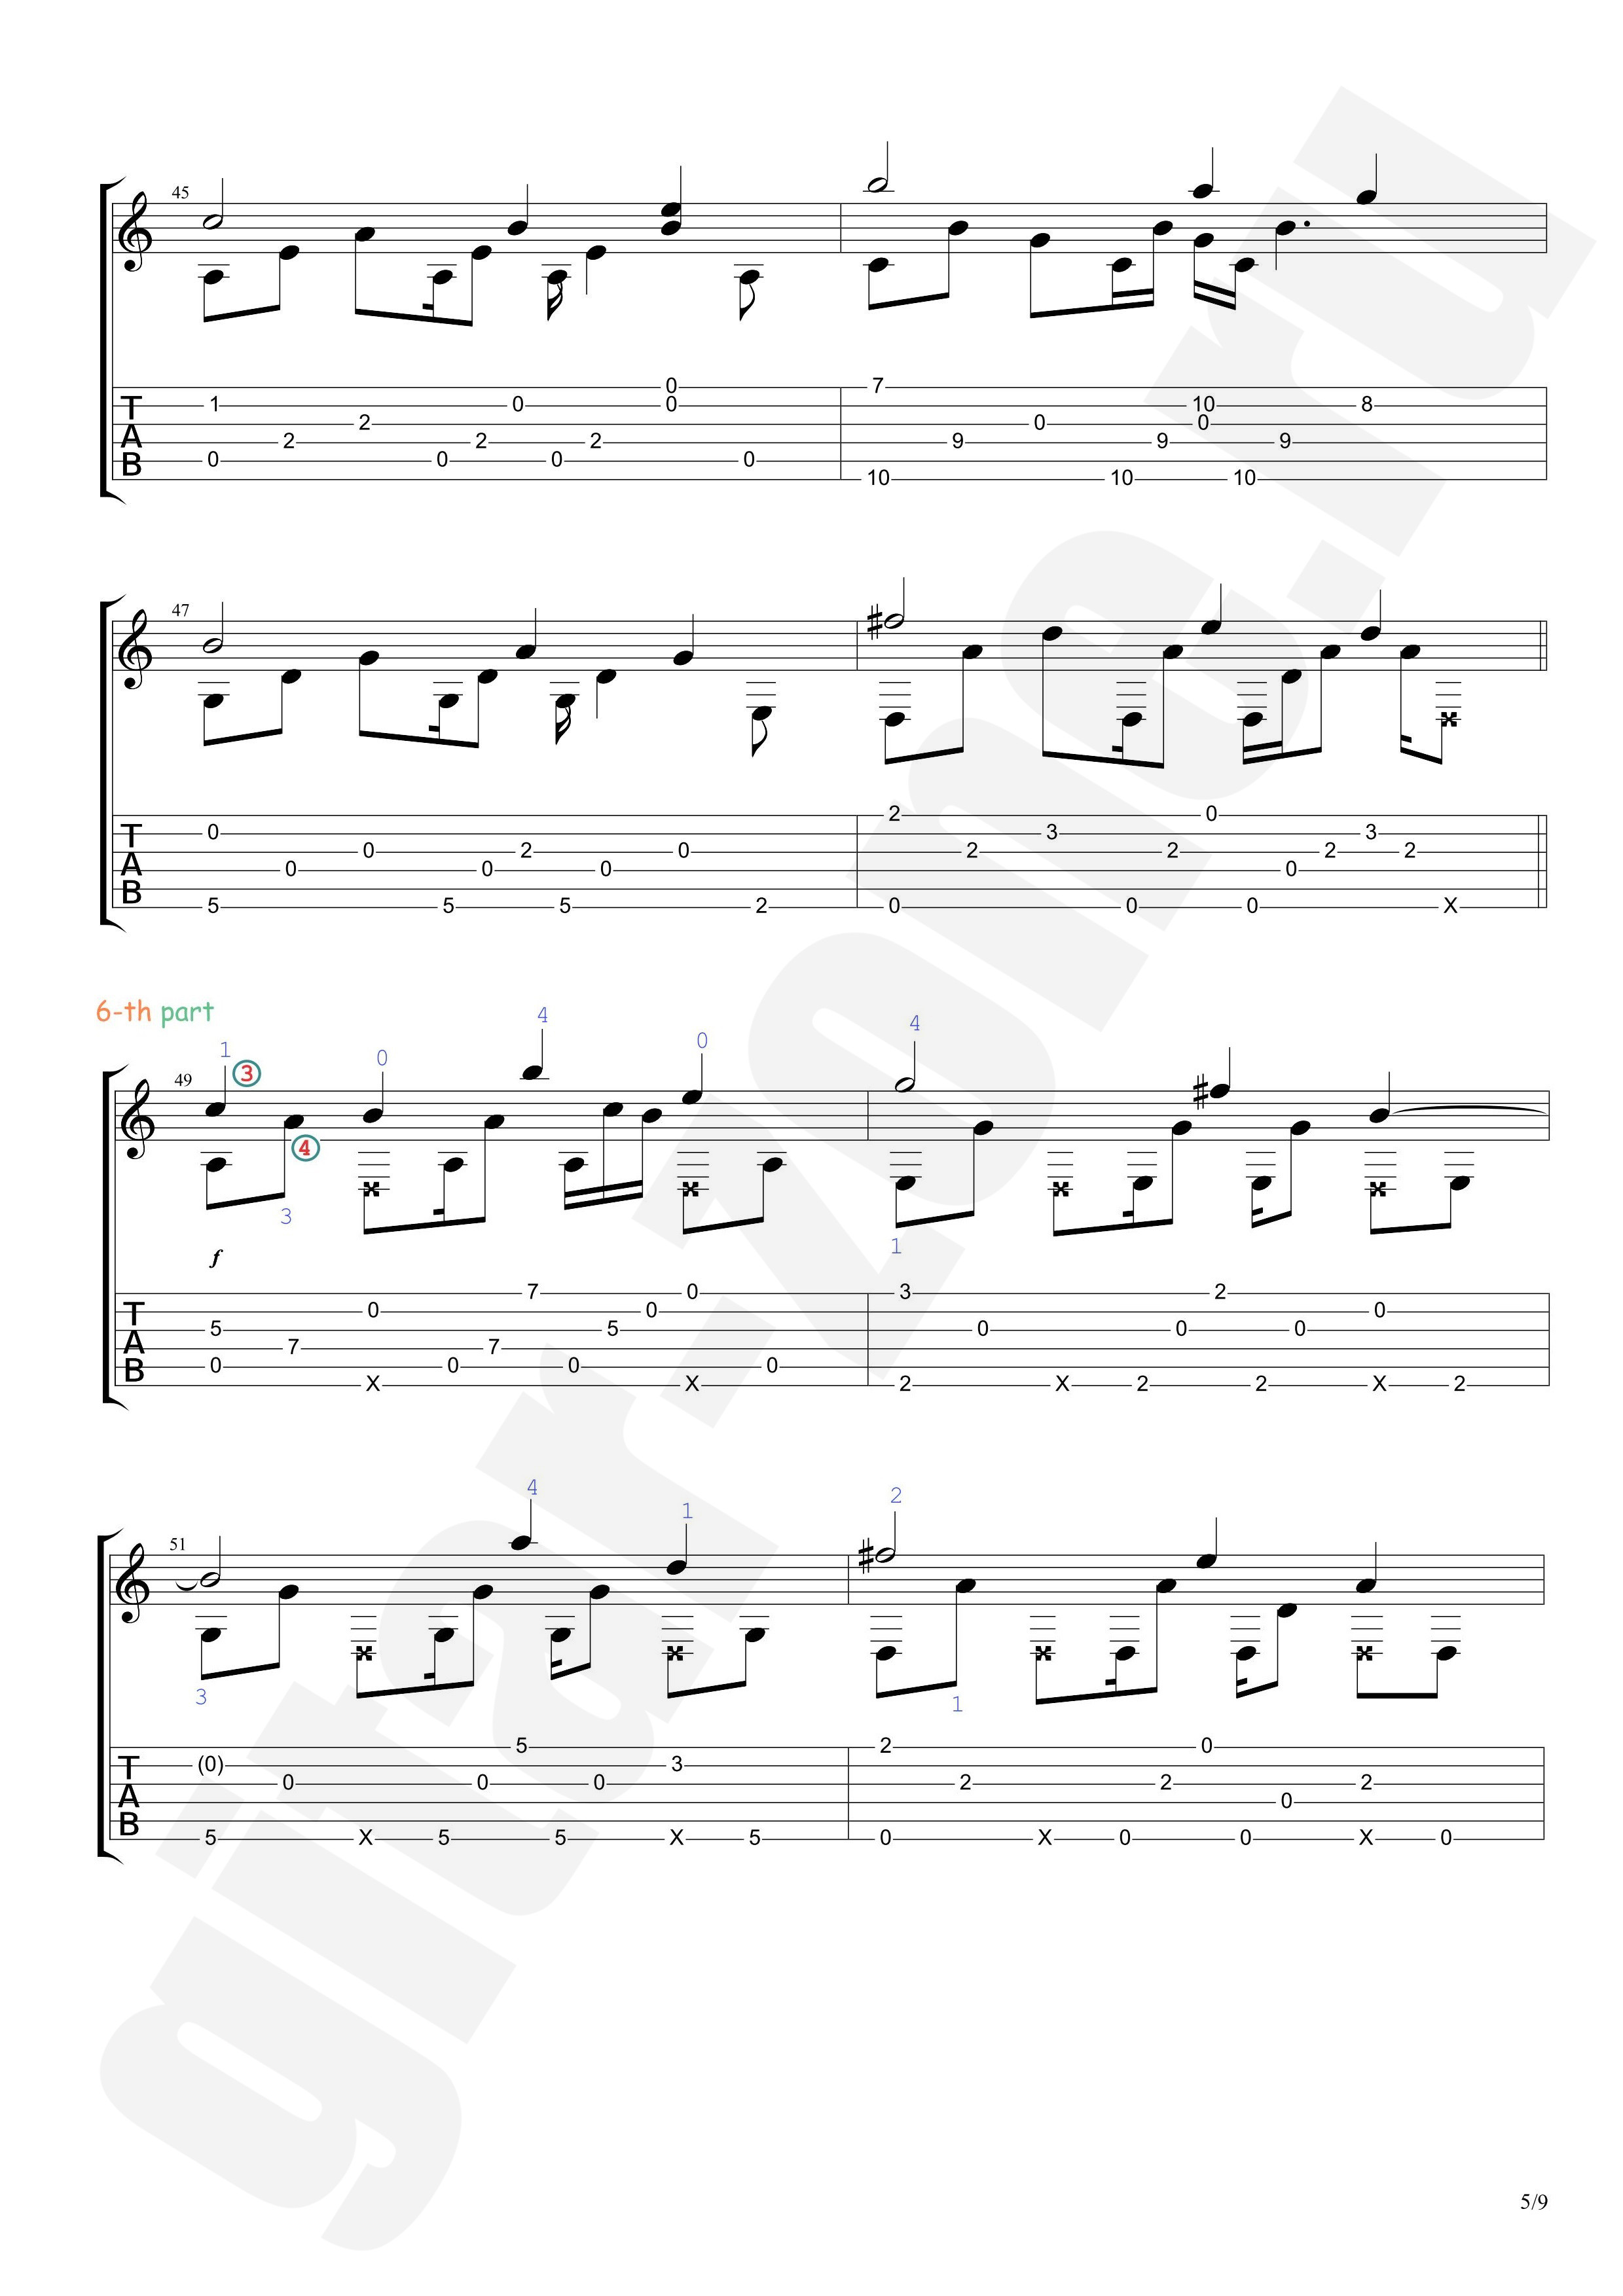 45
1 0 0
0
2
2 2 2
0 0 0 0
7
10 8
0 0
9 9 9
10 10 10
T
A
B
47
0
0 2 0
0 0 0
5 5 5 2
2 0
3 3
2 2 2 2
0
0 0 0 X
T
A
B
6-th part
49
1 3 0 4 0
4
3
f
7 0
0 0
5 5
7 7
0 0 0 0
X X
4
1
3 2
0
0 0 0
2 X 2 2 X 2
T
A
B
51
4 1
3
5
(0) 3
0 0 0
5 X 5 5 X 5
2
1
2 0
2 2 2
0
0 X 0 0 X 0
T
A
B
gitar-zone.ru
5/9